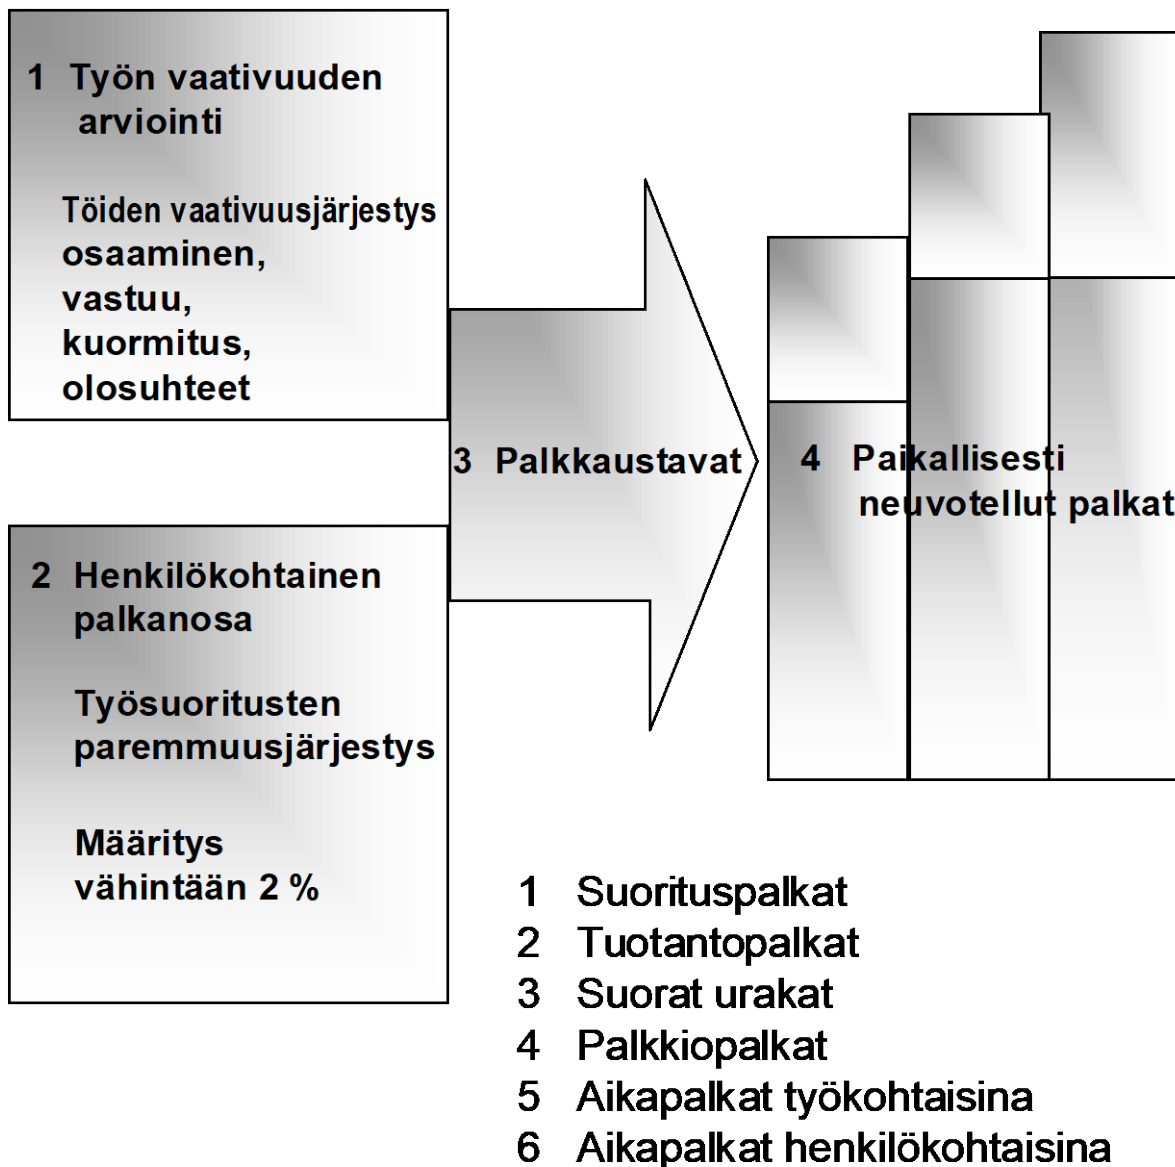 1 Työn vaativuuden
arviointi
Töiden vaativuusjärjestys
osaaminen,
vastuu,
kuormitus,
olosuhteet
2 Henkilökohtainen
palkanosa
Työsuoritusten
paremmuusjärjestys
Määritys
vähintään 2 %
3 Palkkaustavat
4 Paikallisesti
neuvotellut palkat
1 Suorituspalkat
2 Tuotantopalkat
3 Suorat urakat
4 Palkkiopalkat
5 Aikapalkat työkohtaisina
6 Aikapalkat henkilökohtaisina